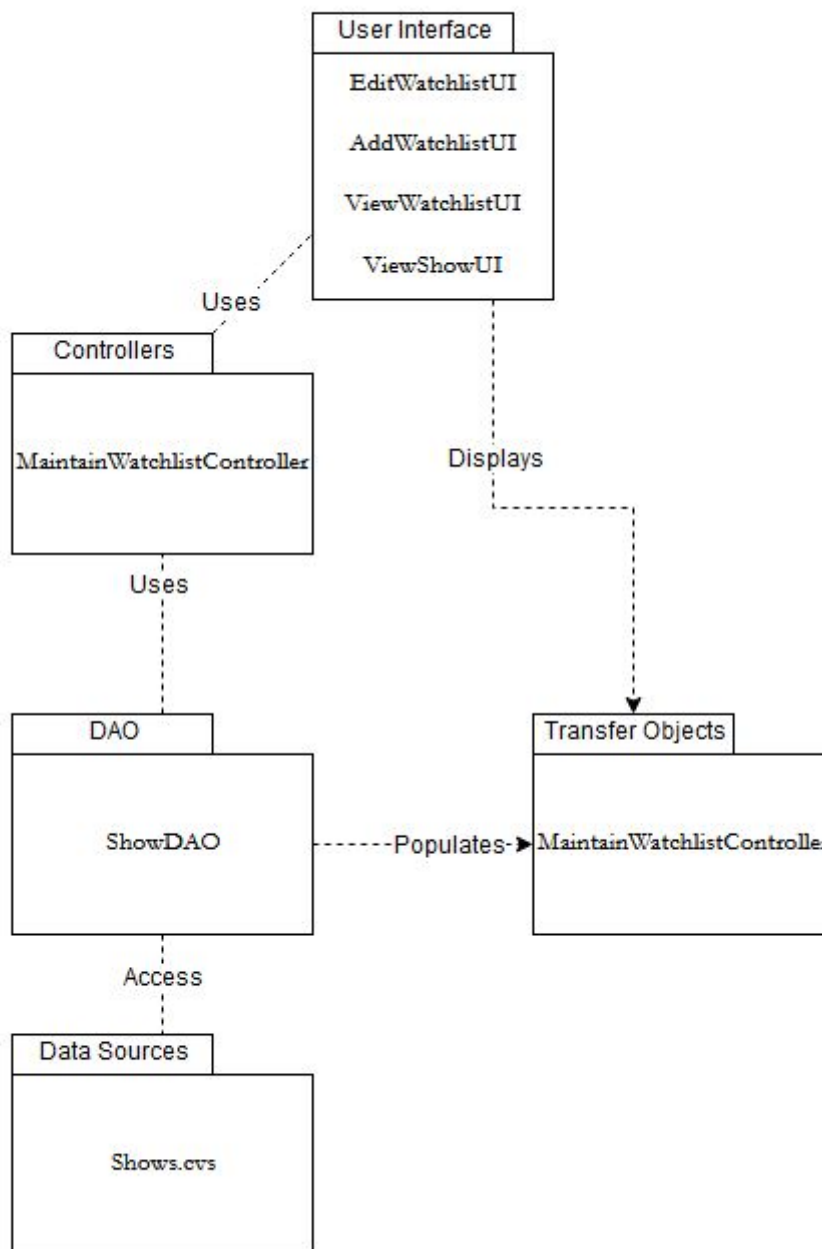 User Interface
EditWatchlistUI
AddWatchlistUI
ViewWatchlistUI
ViewShowUI
Uses
Controllers
MaintainWatchlistController
Displays
Uses
DAO
Transfer Objects
ShowDAO
Populates
MaintainWatchlistController
Access
Data Sources
Shows.cvs